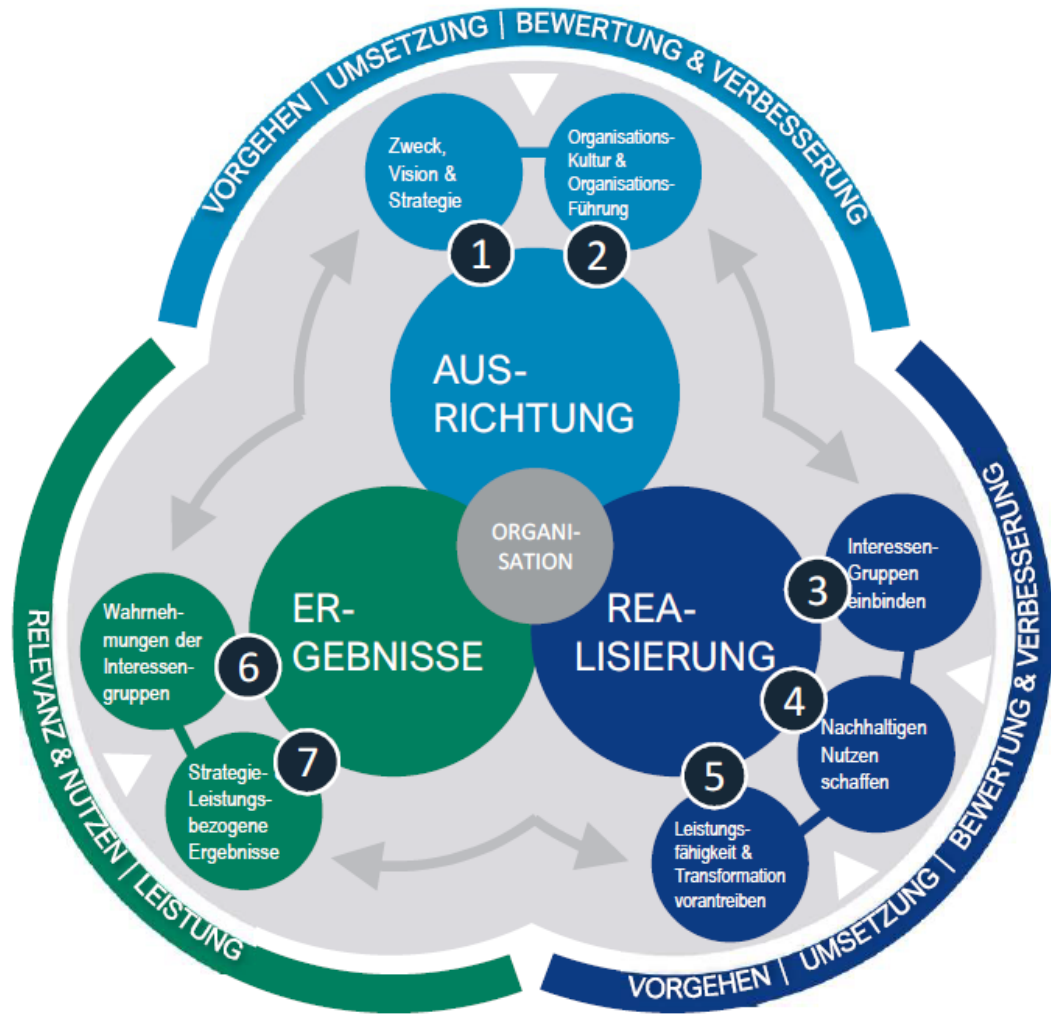 VORGEHEN | UMSETZUNG | BEWERTUNG & VERBESSERUNG
Zweck,
Vision &
Strategie
1
Organisations-
Kultur &
Organisations-
Führung
2
AUS-
RICHTUNG
ORGANI-
SATION
REA-
LISIERUNG
3
Interessen-
Gruppen
einbinden
4
Nachhaltigen
Nutzen
schaffen
5
Leistungs-
fähigkeit &
Transformation
vorantreiben
VORGEHEN | UMSETZUNG | BEWERTUNG & VERBESSERUNG
ER-
GEBNISSE
6
Wahrneh-
mungen der
Interessen-
gruppen
7
Strategie-
Leistungs-
bezogene
Ergebnisse
RELEVANZ & NUTZEN | LEISTUNG